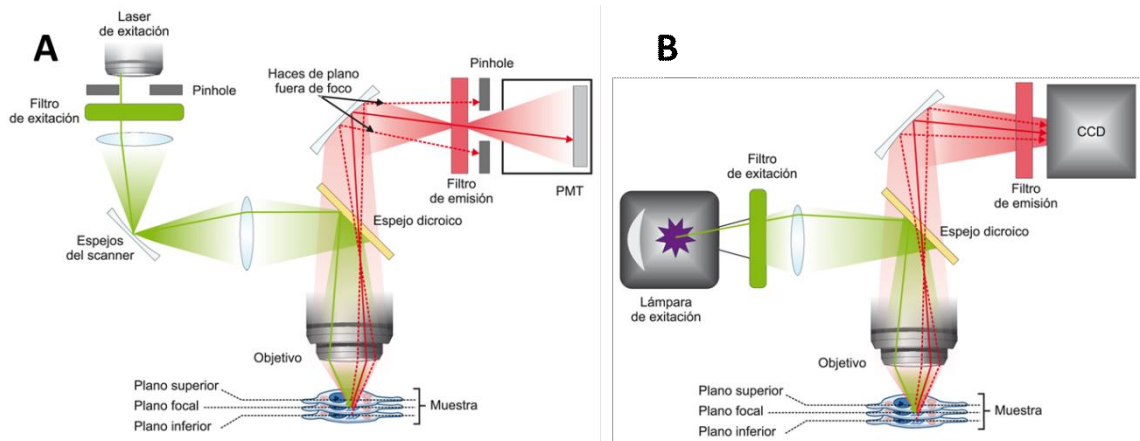 A
Laser
de exitación
Pinhole
Filtro
de exitación
Espejos
del scanner
Haces de plano
fuera de foco
Pinhole
Filtro
de emisión
PMT
Espejo dicroico
Objetivo
Plano superior
Plano focal
Plano inferior
Muestra
B
Filtro
de exitación
Lámpara
de exitación
CCD
Filtro
de emisión
Espejo dicroico
Objetivo
Plano superior
Plano focal
Plano inferior
Muestra